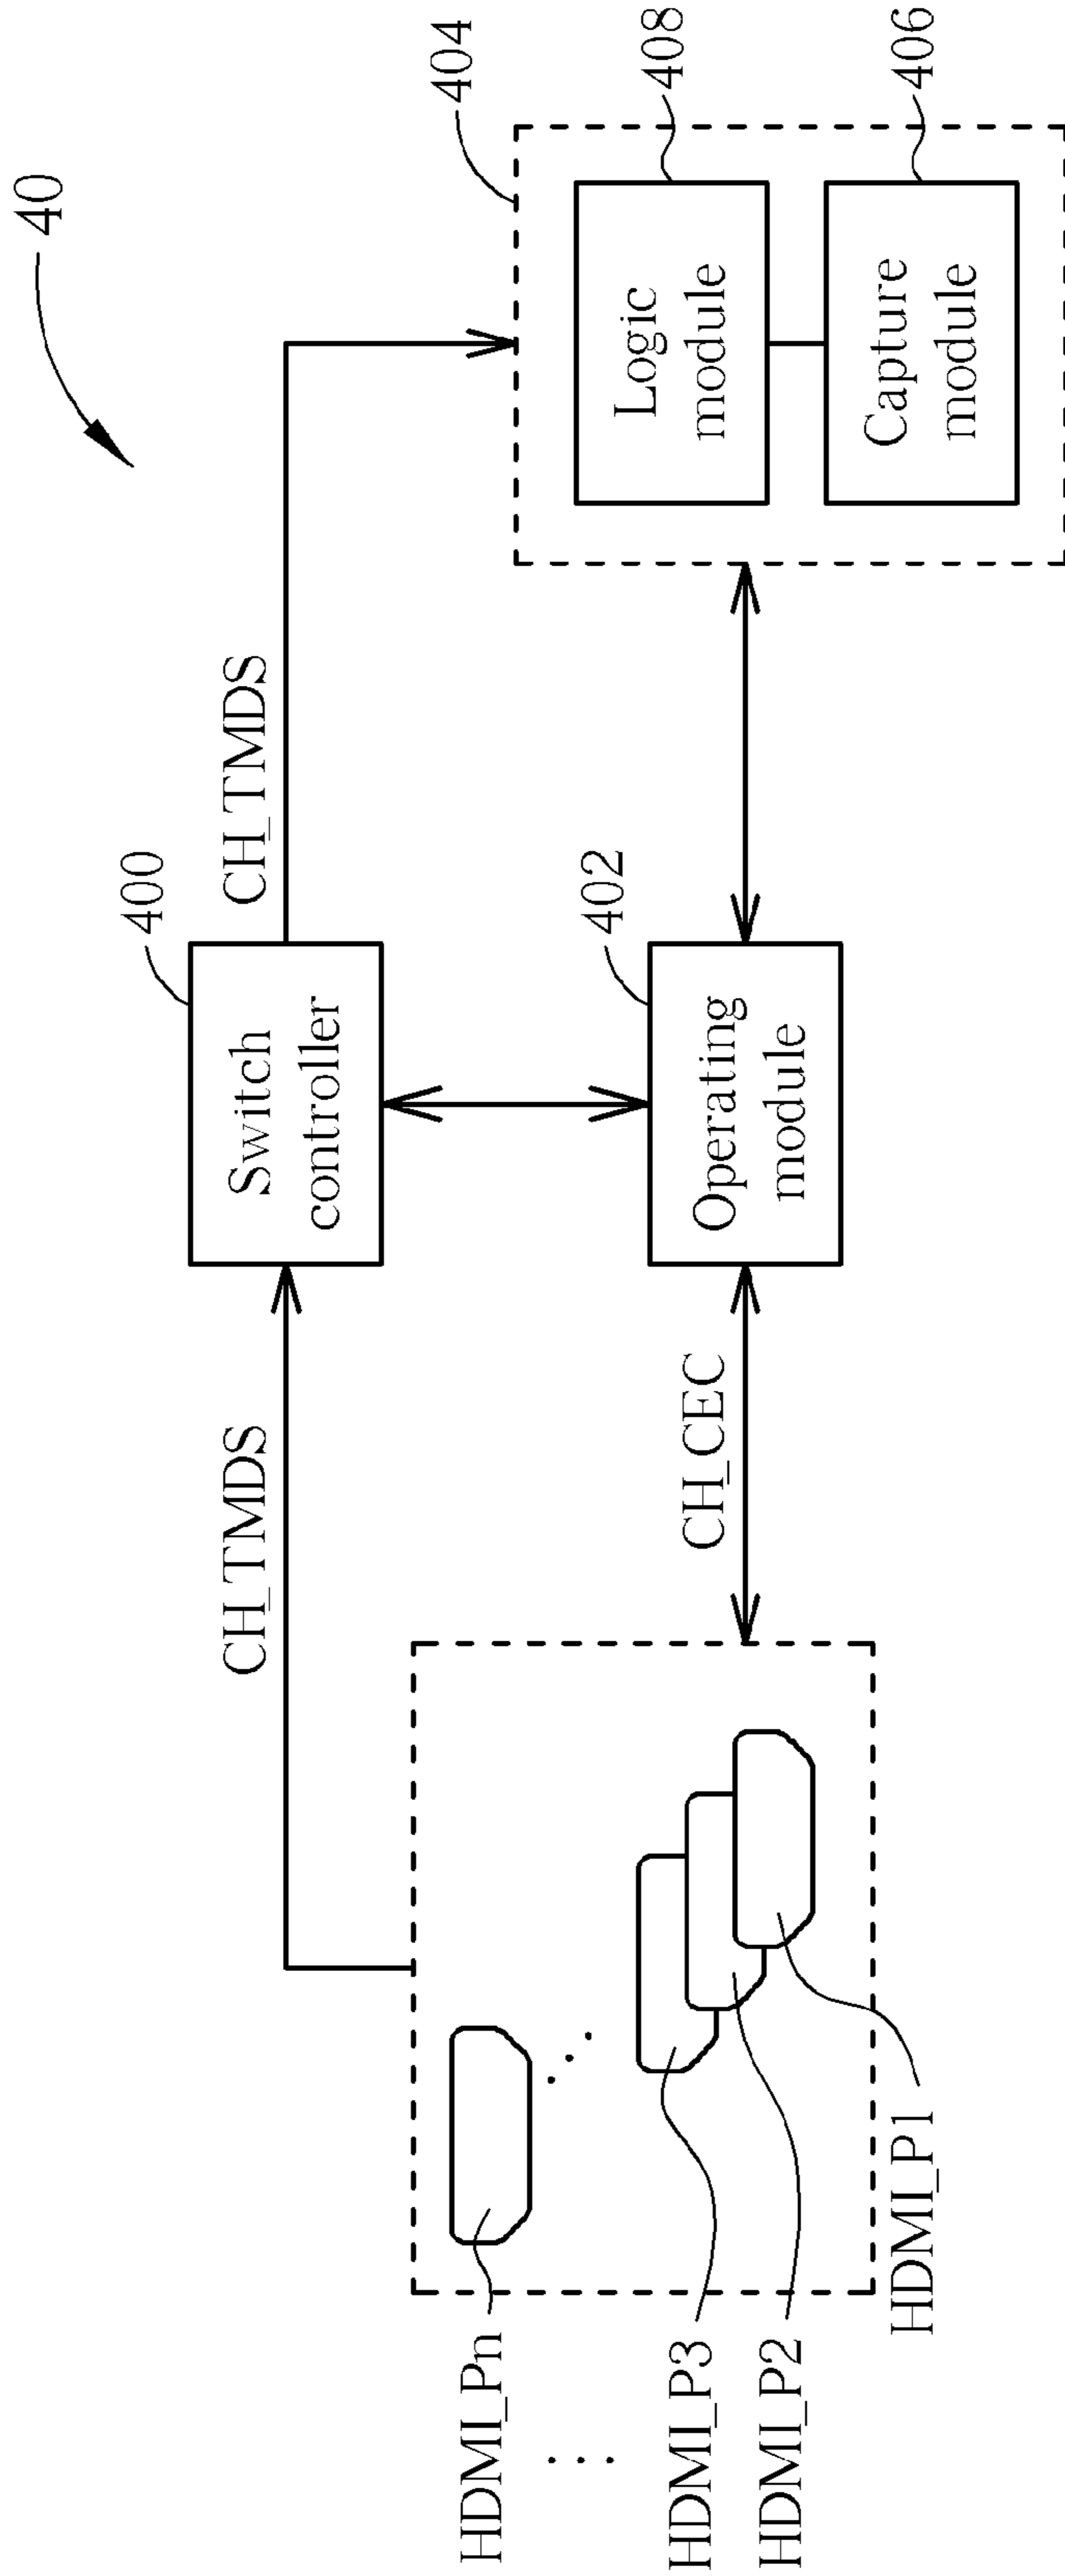 40
CH_TMDS
400
Switch
controller
CH_TMDS
404
Logic
module
408
Capture
module
406
402
Operating
module
CH_CEC
HDMI_Pn
HDMI_P3
HDMI_P2
HDMI_P1